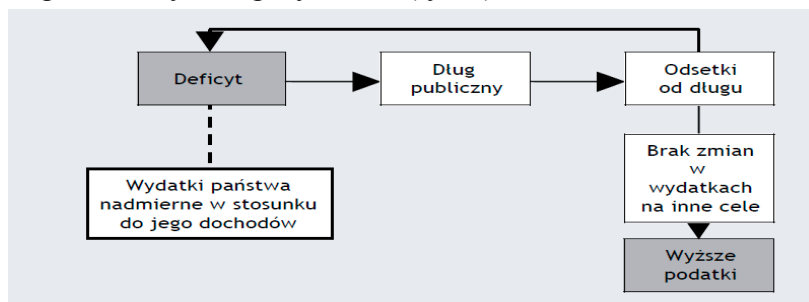 Deficyt
Dług
publiczny
Odsetki
od długu
Wydatki państwa
nadmierne w stosunku
do jego dochodów
Brak zmian
w
wydatkach
na inne cele
Wyższe
podatki